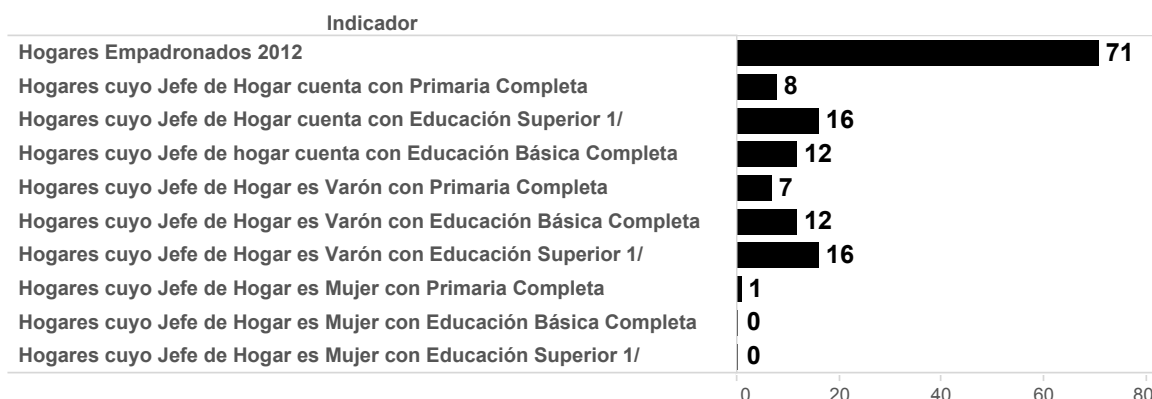 Indicador
Hogares Empadronados 2012 71
Hogares cuyo Jefe de Hogar cuenta con Primaria Completa 8
Hogares cuyo Jefe de Hogar cuenta con Educación Superior 1/ 16
Hogares cuyo Jefe de hogar cuenta con Educación Básica Completa 12
Hogares cuyo Jefe de Hogar es Varón con Primaria Completa 7
Hogares cuyo Jefe de Hogar es Varón con Educación Básica Completa 12
Hogares cuyo Jefe de Hogar es Varón con Educación Superior 1/ 16
Hogares cuyo Jefe de Hogar es Mujer con Primaria Completa 1
Hogares cuyo Jefe de Hogar es Mujer con Educación Básica Completa 0
Hogares cuyo Jefe de Hogar es Mujer con Educación Superior 1/ 0
0 20 40 60 80